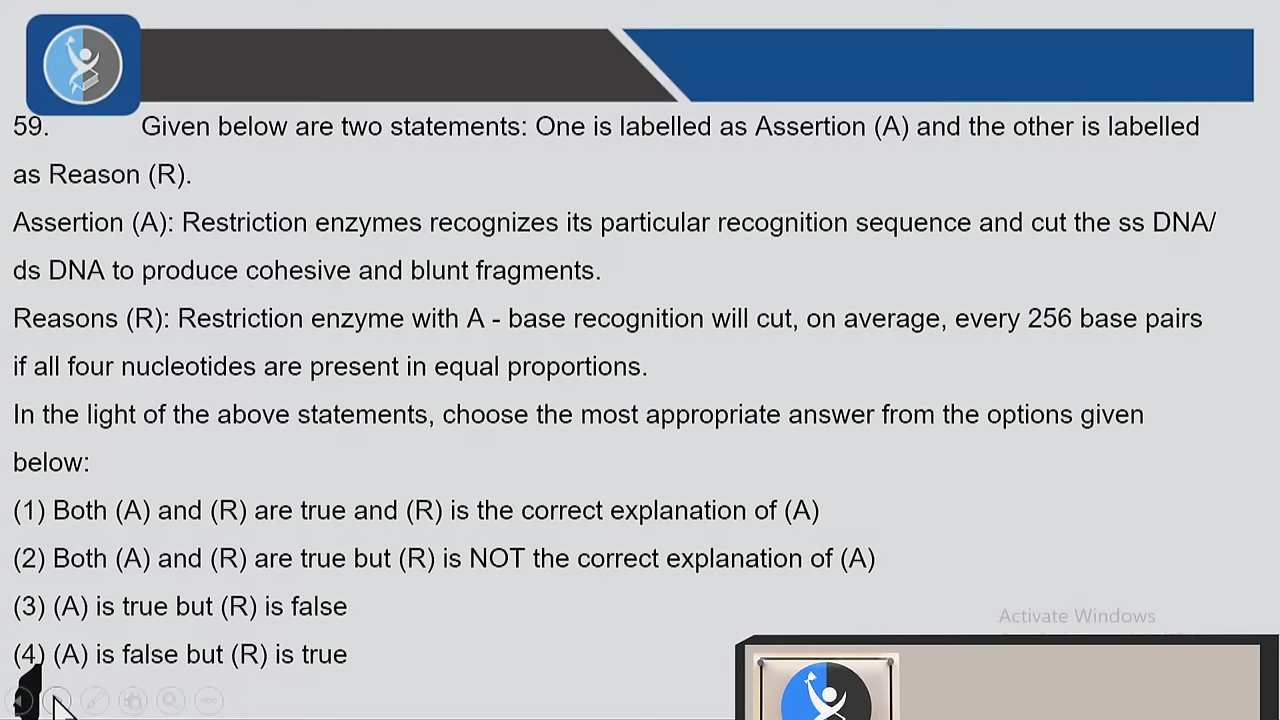 59. Given below are two statements: One is labelled as Assertion (A) and the other is labelled
as Reason (R).
Assertion (A): Restriction enzymes recognizes its particular recognition sequence and cut the ss DNA/
ds DNA to produce cohesive and blunt fragments.
Reasons (R): Restriction enzyme with A - base recognition will cut, on average, every 256 base pairs
if all four nucleotides are present in equal proportions.
In the light of the above statements, choose the most appropriate answer from the options given
below:
(1) Both (A) and (R) are true and (R) is the correct explanation of (A)
(2) Both (A) and (R) are true but (R) is NOT the correct explanation of (A)
(3) (A) is true but (R) is false
(4) (A) is false but (R) is true
Activate Windows